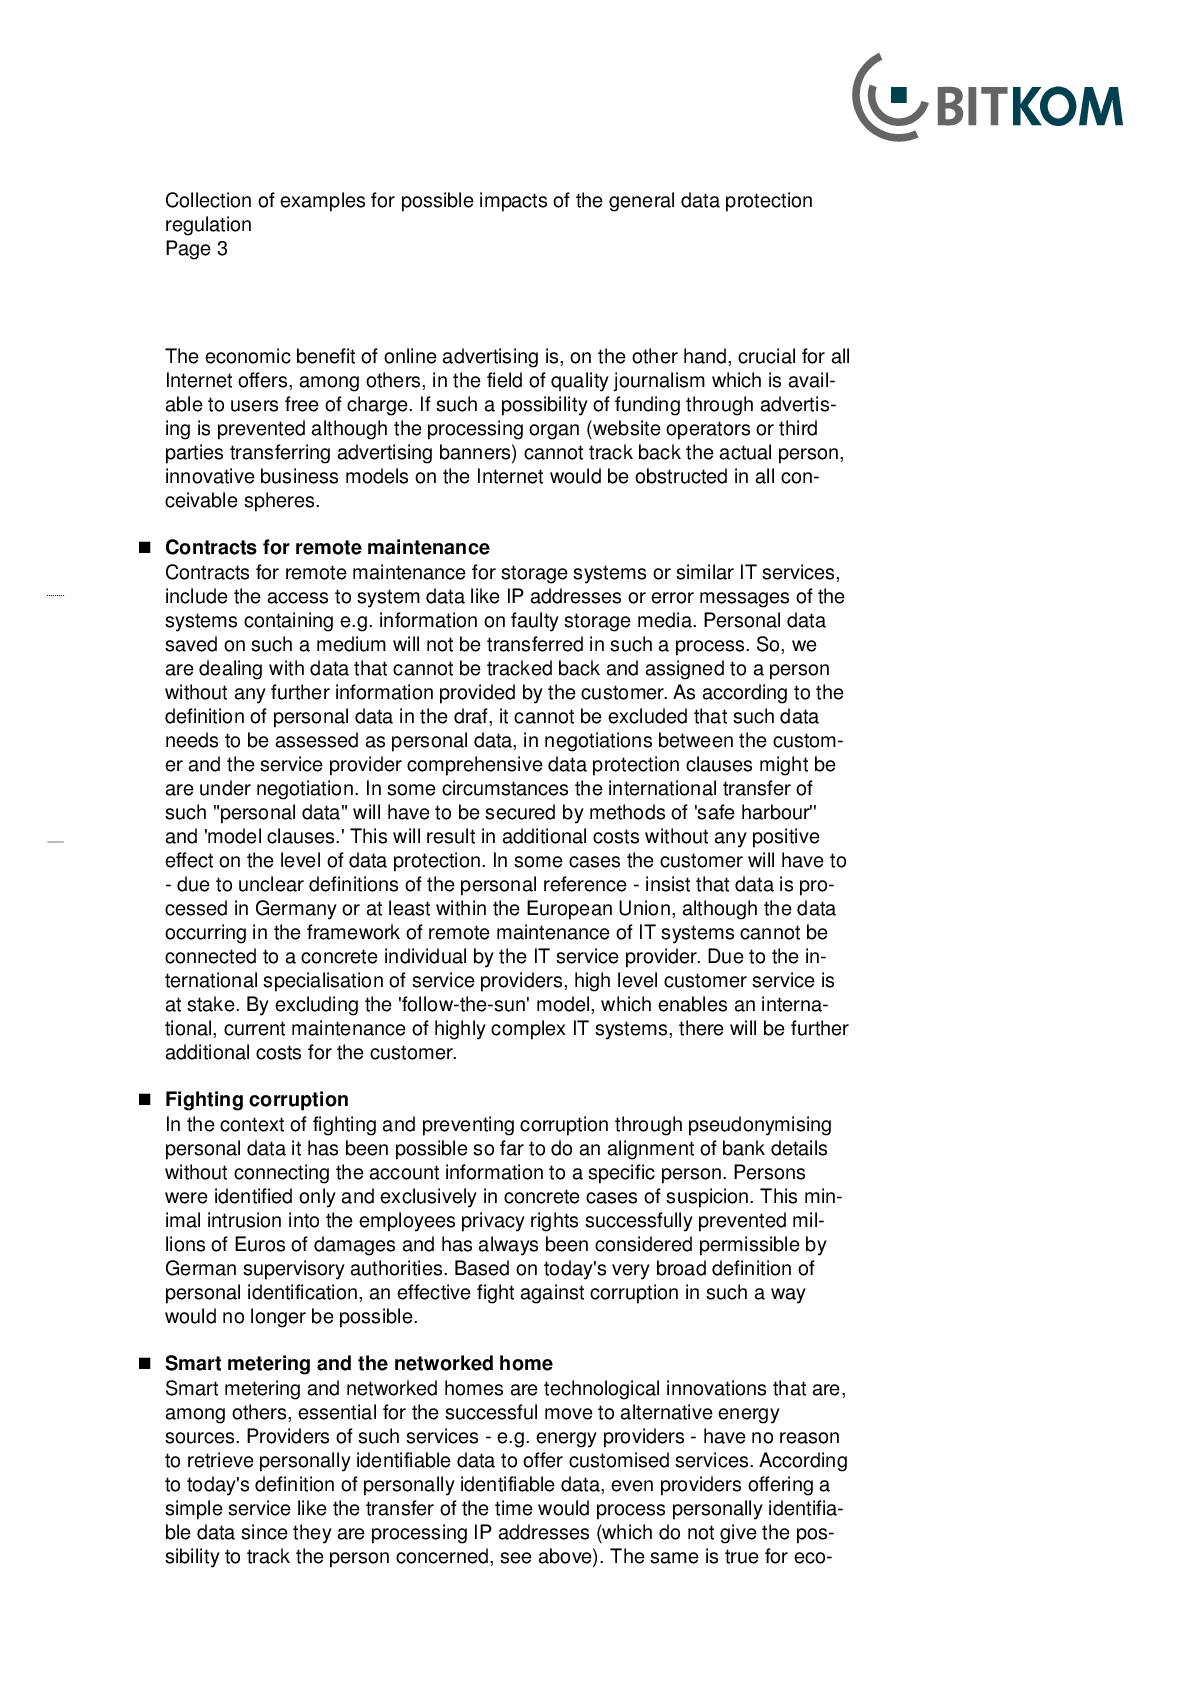 BITKOM
Collection of examples for possible impacts of the general data protection
regulation
Page 3
The economic benefit of online advertising is, on the other hand, crucial for all
Internet offers, among others, in the field of quality journalism which is avail-
able to users free of charge. If such a possibility of funding through advertis-
ing is prevented although the processing organ (website operators or third
parties transferring advertising banners) cannot track back the actual person,
innovative business models on the Internet would be obstructed in all con-
ceivable spheres.
■ Contracts for remote maintenance
Contracts for remote maintenance for storage systems or similar IT services,
include the access to system data like IP addresses or error messages of the
systems containing e.g. information on faulty storage media. Personal data
saved on such a medium will not be transferred in such a process. So, we
are dealing with data that cannot be tracked back and assigned to a person
without any further information provided by the customer. As according to the
definition of personal data in the draf, it cannot be excluded that such data
needs to be assessed as personal data, in negotiations between the custom-
er and the service provider comprehensive data protection clauses might be
are under negotiation. In some circumstances the international transfer of
such "personal data" will have to be secured by methods of 'safe harbour''
and 'model clauses.' This will result in additional costs without any positive
effect on the level of data protection. In some cases the customer will have to
- due to unclear definitions of the personal reference - insist that data is pro-
cessed in Germany or at least within the European Union, although the data
occurring in the framework of remote maintenance of IT systems cannot be
connected to a concrete individual by the IT service provider. Due to the in-
ternational specialisation of service providers, high level customer service is
at stake. By excluding the 'follow-the-sun' model, which enables an interna-
tional, current maintenance of highly complex IT systems, there will be further
additional costs for the customer.
■ Fighting corruption
In the context of fighting and preventing corruption through pseudonymising
personal data it has been possible so far to do an alignment of bank details
without connecting the account information to a specific person. Persons
were identified only and exclusively in concrete cases of suspicion. This min-
imal intrusion into the employees privacy rights successfully prevented mil-
lions of Euros of damages and has always been considered permissible by
German supervisory authorities. Based on today's very broad definition of
personal identification, an effective fight against corruption in such a way
would no longer be possible.
■ Smart metering and the networked home
Smart metering and networked homes are technological innovations that are,
among others, essential for the successful move to alternative energy
sources. Providers of such services - e.g. energy providers - have no reason
to retrieve personally identifiable data to offer customised services. According
to today's definition of personally identifiable data, even providers offering a
simple service like the transfer of the time would process personally identifia-
ble data since they are processing IP addresses (which do not give the pos-
sibility to track the person concerned, see above). The same is true for eco-